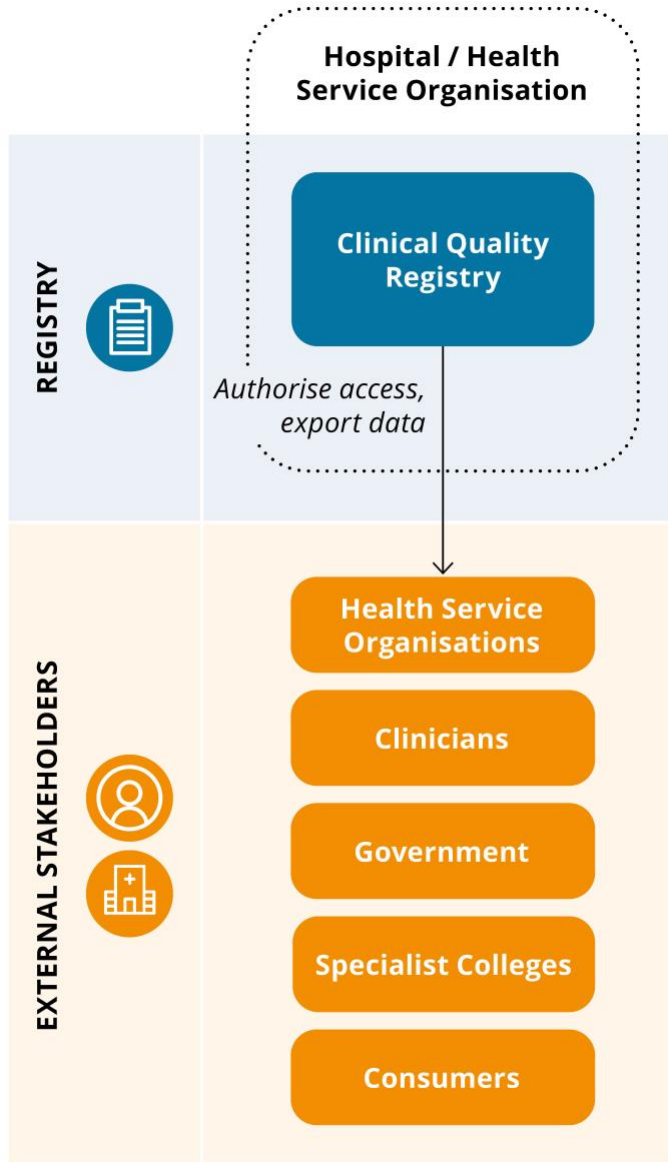 Hospital / Health
Service Organisation
REGISTRY
Clinical Quality
Registry
Authorise access,
export data
EXTERNAL STAKEHOLDERS
Health Service
Organisations
Clinicians
Government
Specialist Colleges
Consumers